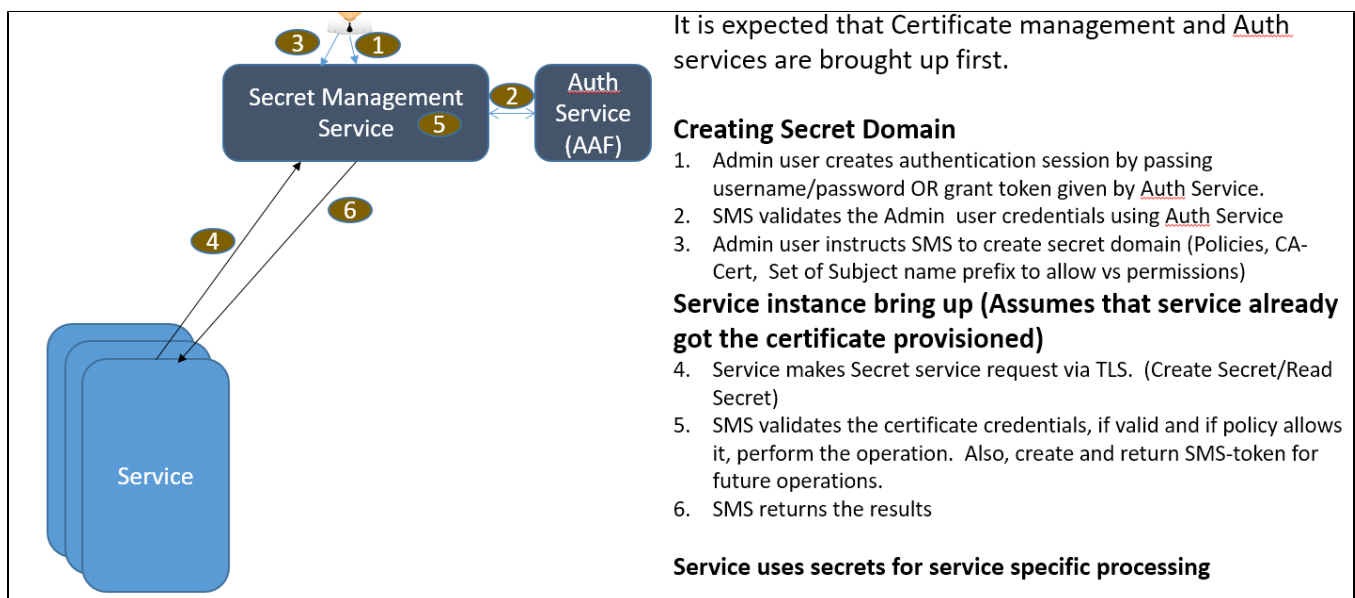 3
1
Secret Management
Service
5
2
Auth
Service
(AAF)
6
4
Service
It is expected that Certificate management and Auth
services are brought up first.
Creating Secret Domain
1. Admin user creates authentication session by passing
username/password OR grant token given by Auth Service.
2. SMS validates the Admin  user credentials using Auth Service
3. Admin user instructs SMS to create secret domain (Policies, CA-
Cert,  Set of Subject name prefix to allow vs permissions)
Service instance bring up (Assumes that service already
got the certificate provisioned)
4. Service makes Secret service request via TLS.  (Create Secret/Read
Secret)
5. SMS validates the certificate credentials, if valid and if policy allows
it, perform the operation.  Also, create and return SMS-token for
future operations.
6. SMS returns the results
Service uses secrets for service specific processing